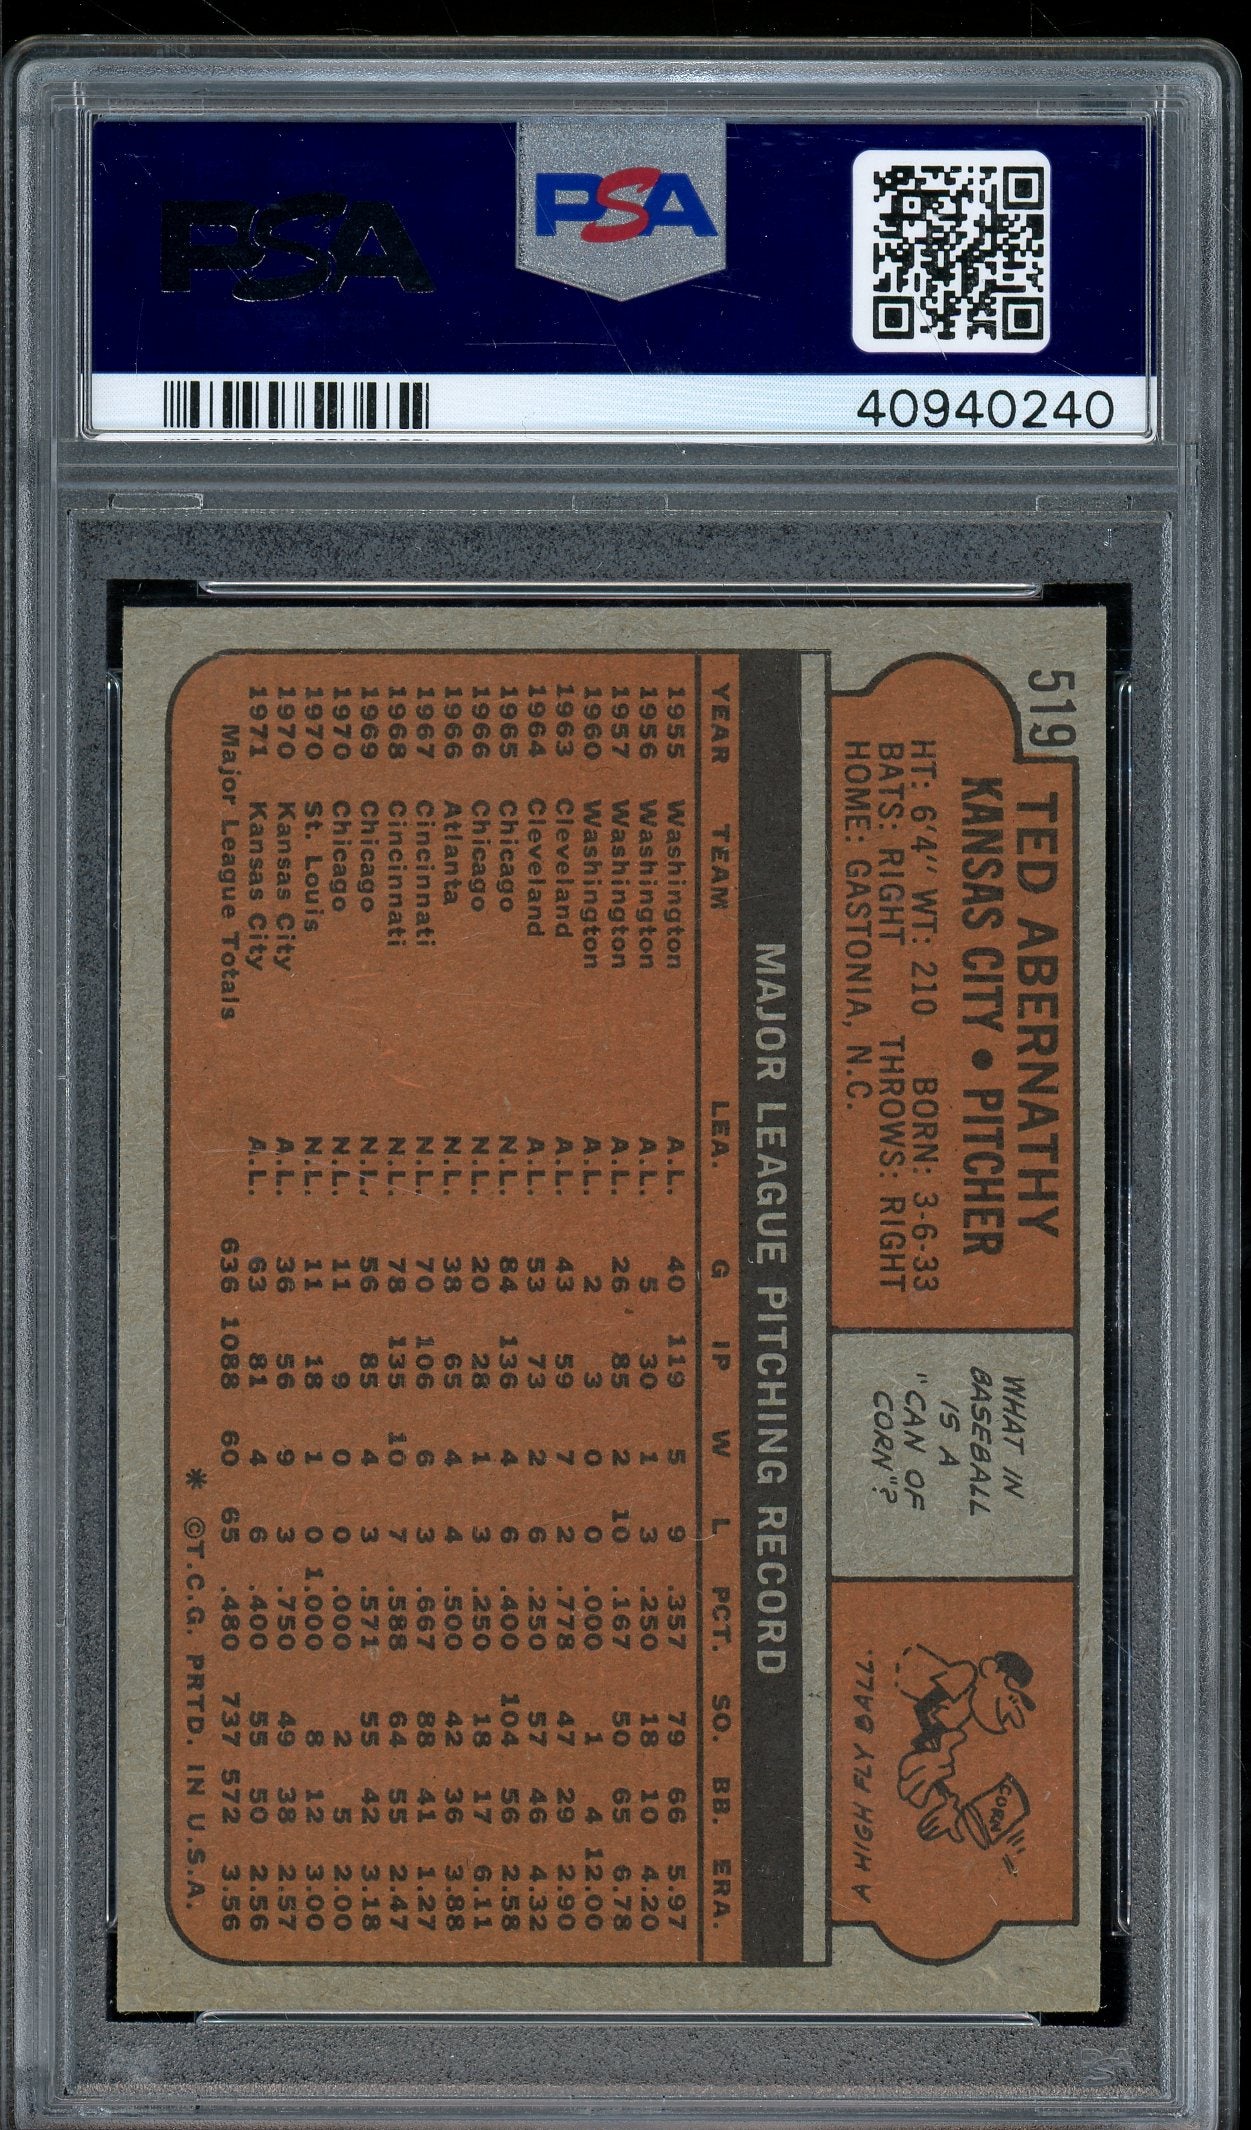 PSA
PSA
40940240
519
TED ABERNATHY
KANSAS CITY • PITCHER
HT: 6'4" WT: 210 BORN: 3-6-33
BATS: RIGHT THROWS: RIGHT
HOME: GASTONIA, N.C.
WHAT IN
BASEBALL
IS A
"CAN OF
CORN"?
CORN
A HIGH FLY BALL.
MAJOR LEAGUE PITCHING RECORD
YEAR TEAM LEA. G IP W L PCT. SO. BB. ERA.
1955 Washington A.L. 40 119 5 9 .357 79 66 5.97
1956 Washington A.L. 5 30 1 3 .250 18 10 4.20
1957 Washington A.L. 26 85 2 10 .167 50 65 6.78
1960 Washington A.L. 2 3 0 0 .000 1 4 12.00
1963 Cleveland A.L. 43 59 7 2 .778 47 29 2.90
1964 Cleveland A.L. 53 73 2 6 .250 57 46 4.32
1965 Chicago N.L. 84 136 4 6 .400 104 56 2.58
1966 Chicago N.L. 20 28 1 3 .250 18 17 6.11
1966 Atlanta N.L. 38 65 4 4 .500 42 36 3.88
1967 Cincinnati N.L. 70 106 6 3 .667 88 41 1.27
1968 Cincinnati N.L. 78 135 10 7 .588 64 55 2.47
1969 Chicago N.L. 56 85 4 3 .571 55 42 3.18
1970 Chicago N.L. 11 9 0 0 .000 2 5 2.00
1970 St. Louis N.L. 11 18 1 0 1.000 8 12 3.00
1970 Kansas City A.L. 36 56 9 3 .750 49 38 2.57
1971 Kansas City A.L. 63 81 4 6 .400 55 50 2.56
Major League Totals 636 1088 60 65 .480 737 572 3.56
* ©T.C.G. PRTD. IN U.S.A.
PSA